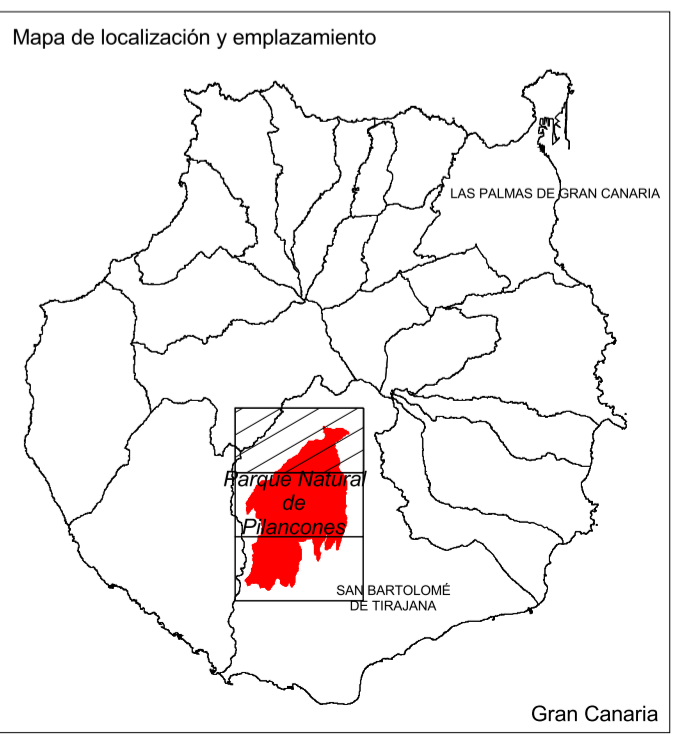 Mapa de localización y emplazamiento
LAS PALMAS DE GRAN CANARIA
Parque Natural
de
Pilancones
SAN BARTOLOMÉ
DE TIRAJANA
Gran Canaria